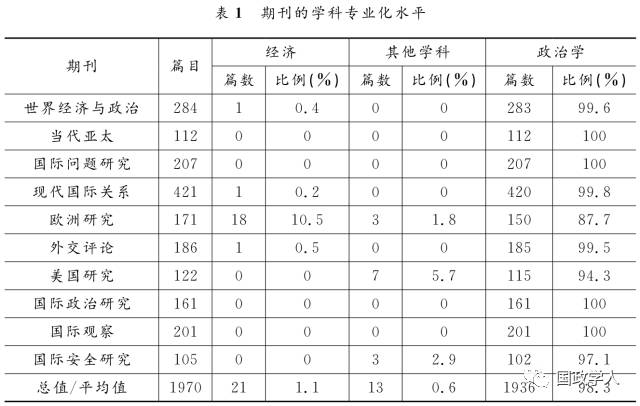 表 1 期刊的学科专业化水平
期刊 篇目 经济 其他学科 政治学
篇数 比例(%) 篇数 比例(%) 篇数 比例(%)
世界经济与政治 284 1 0.4 0 0 283 99.6
当代亚太 112 0 0 0 0 112 100
国际问题研究 207 0 0 0 0 207 100
现代国际关系 421 1 0.2 0 0 420 99.8
欧洲研究 171 18 10.5 3 1.8 150 87.7
外交评论 186 1 0.5 0 0 185 99.5
美国研究 122 0 0 7 5.7 115 94.3
国际政治研究 161 0 0 0 0 161 100
国际观察 201 0 0 0 0 201 100
国际安全研究 105 0 0 3 2.9 102 97.1
总值/平均值 1970 21 1.1 13 0.6 1936 98.3
国政学人